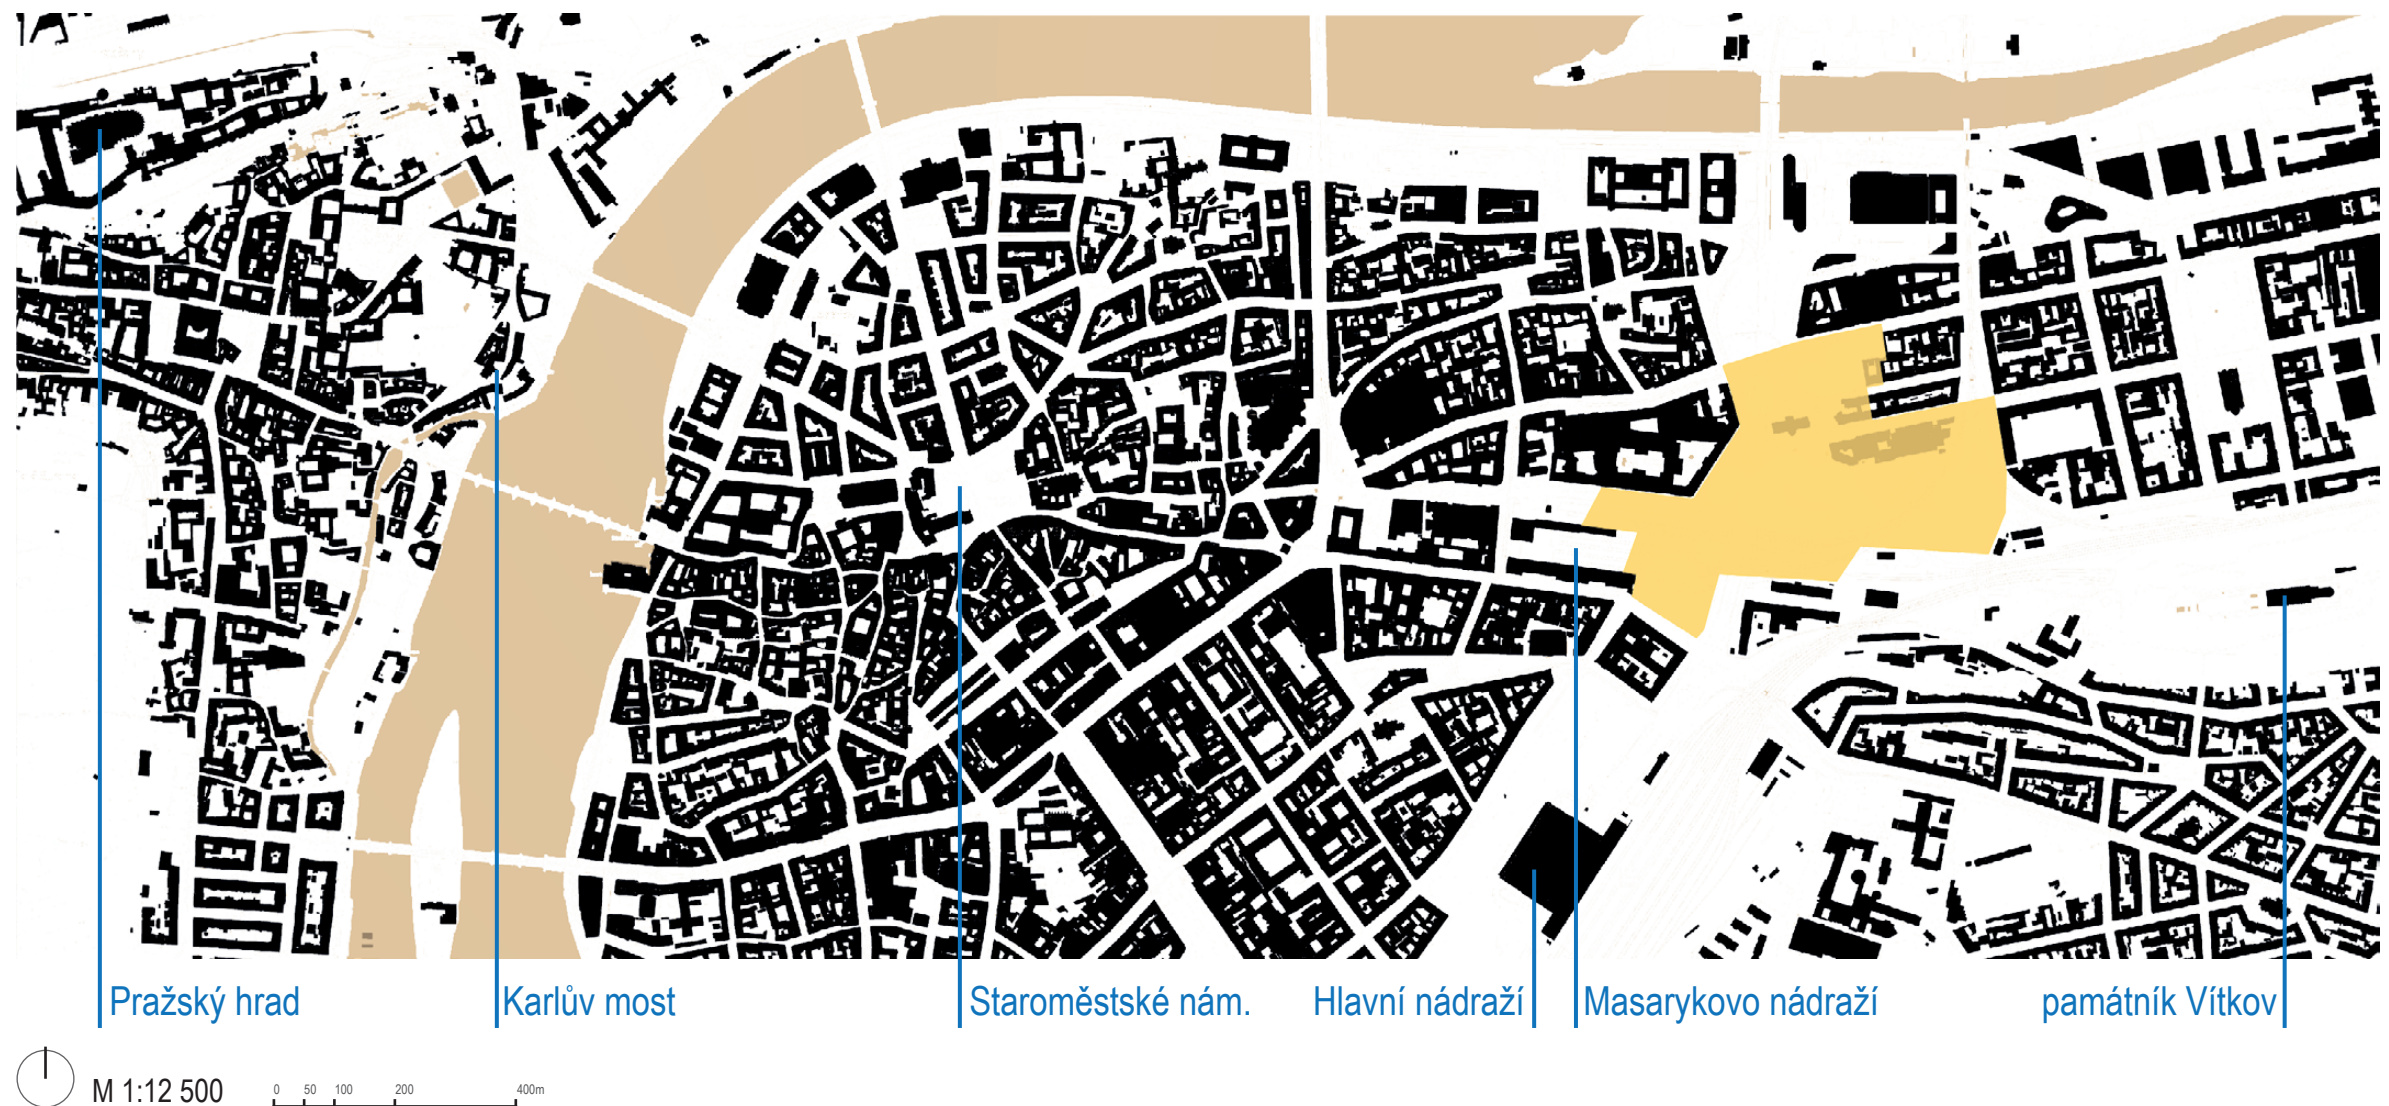 Pražský hrad
Karlův most
Staroměstské nám.
Hlavní nádraží
Masarykovo nádraží
památník Vítkov
M 1:12 500
0 50 100 200 400m